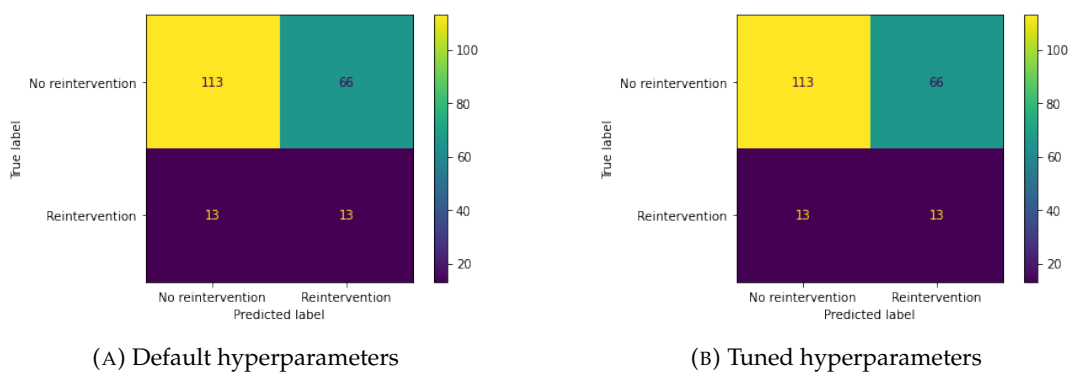 100
No reintervention
113
66
80
60
True label
40
Reintervention
13
13
20
No reintervention
Reintervention
Predicted label
(A) Default hyperparameters
100
No reintervention
113
66
80
60
True label
40
Reintervention
13
13
20
No reintervention
Reintervention
Predicted label
(B) Tuned hyperparameters